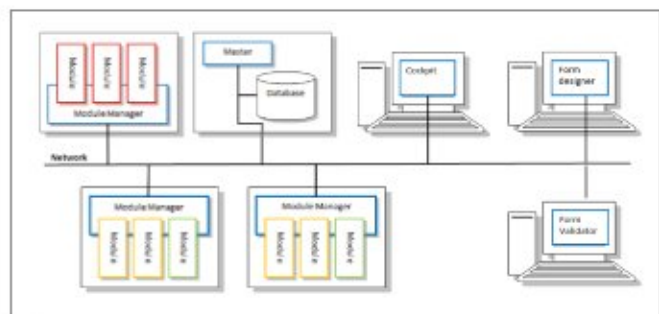 Module
Module
Module
Module Manager
Master
Database
Cockpit
Form
designer
Network
Module Manager
Module
Module
Module
Module Manager
Module
Module
Module
Form
Validator